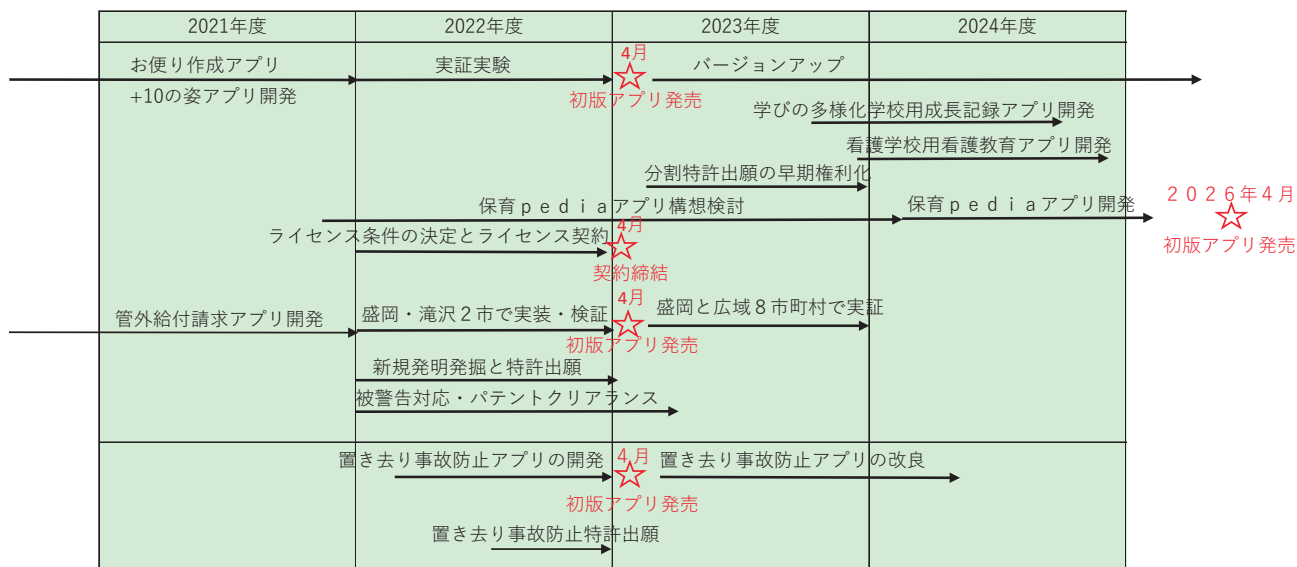 2021年度
2022年度
2023年度
2024年度
お便り作成アプリ
+10の姿アプリ開発
実証実験
4月
初版アプリ発売
バージョンアップ
学びの多様化学校用成長記録アプリ開発
看護学校用看護教育アプリ開発
分割特許出願の早期権利化
保育ｐｅｄｉａアプリ構想検討
保育ｐｅｄｉａアプリ開発
２０２６年４月
初版アプリ発売
ライセンス条件の決定とライセンス契約
4月
契約締結
管外給付請求アプリ開発
盛岡・滝沢２市で実装・検証
4月
初版アプリ発売
盛岡と広域８市町村で実証
新規発明発掘と特許出願
被警告対応・パテントクリアランス
置き去り事故防止アプリの開発
4月
初版アプリ発売
置き去り事故防止アプリの改良
置き去り事故防止特許出願